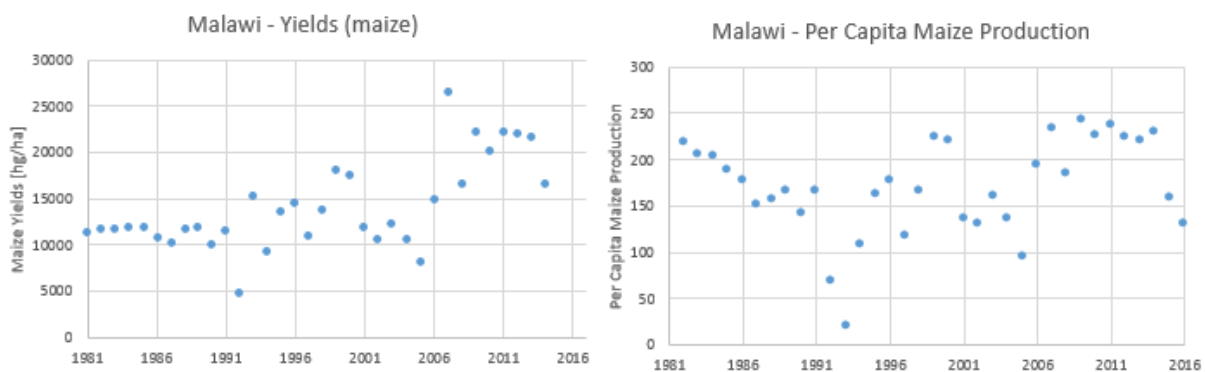 Malawi - Yields (maize)
Maize Yields [hg/ha]
30000
25000
20000
15000
10000
5000
0
1981 1986 1991 1996 2001 2006 2011 2016
Malawi - Per Capita Maize Production
Per Capita Maize Production
300
250
200
150
100
50
0
1981 1986 1991 1996 2001 2006 2011 2016